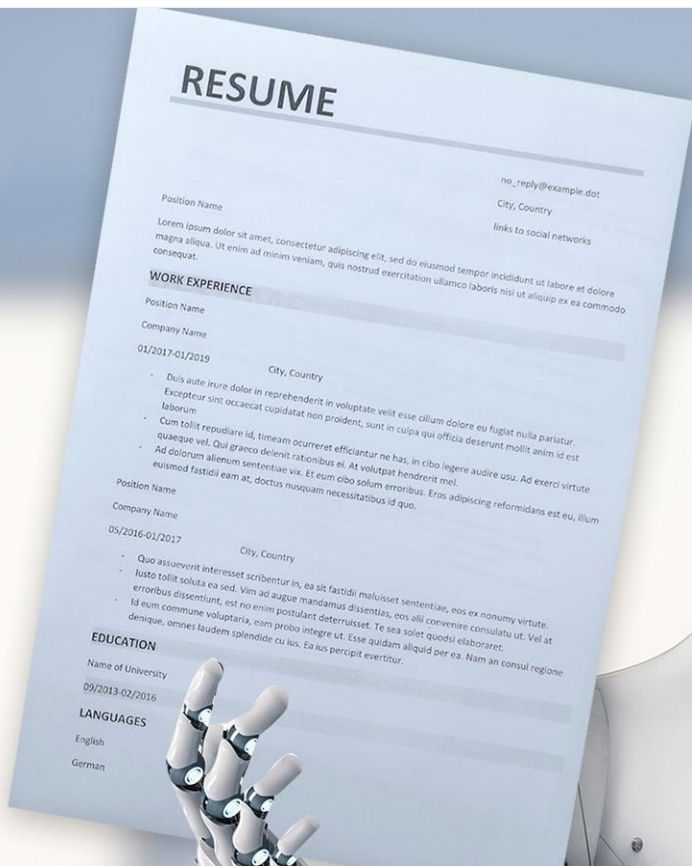 RESUME
no_reply@example.dot
City, Country
links to social networks
Position Name
Lorem ipsum dolor sit amet, consectetur adipiscing elit, sed do eiusmod tempor incididunt ut labore et dolore
magna aliqua. Ut enim ad minim veniam, quis nostrud exercitation ullamco laboris nisi ut aliquip ex ea commodo
consequat.
WORK EXPERIENCE
Position Name
Company Name
01/2017-01/2019 City, Country
- Duis aute irure dolor in reprehenderit in voluptate velit esse cillum dolore eu fugiat nulla pariatur.
Excepteur sint occaecat cupidatat non proident, sunt in culpa qui officia deserunt mollit anim id est
laborum
- Cum tollit repudiare id, timeam ocurreret efficiantur ne has, in cibo legere audire usu. Ad exerci virtute
quaeque vel. Qui graeco delenit rationibus ei. At volutpat hendrerit mel.
- Ad dolorum alienum sententiae vix. Et eum cibo solum erroribus. Eros adipiscing reformidans est eu, illum
euismod fastidii eam at, doctus nusquam necessitatibus id quo.
Position Name
Company Name
05/2016-01/2017 City, Country
- Quo assueverit interesset scribentur in, ea sit fastidii maluisset sententiae, eos ex nonumy virtute.
- Iusto tollit soluta ea sed. Vim ad augue mandamus dissentias, eos alii convenire consulatu ut. Vel at
erroribus dissentiunt, est no enim postulant deterruisset. Te sea solet quodsi elaboraret.
- Id eum commune voluptaria, eam probo integre ut. Esse quidam aliquid per ea. Nam an consul regione
denique, omnes laudem splendide cu ius. Ea ius percipit evertitur.
EDUCATION
Name of University
09/2013-02/2016
LANGUAGES
English
German